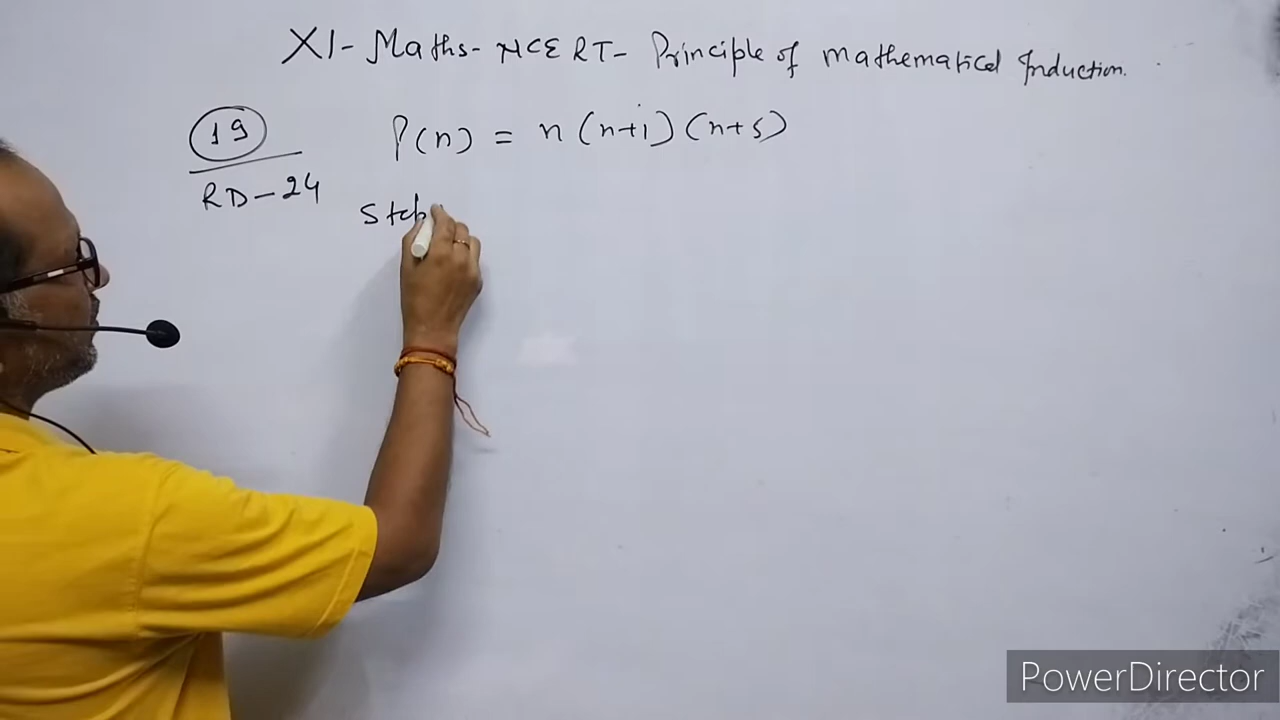 XI- Maths- NCERT- Principle of mathematical Induction.
19 P(n) = n (n+1) (n+5)
RD-24
Step
PowerDirector